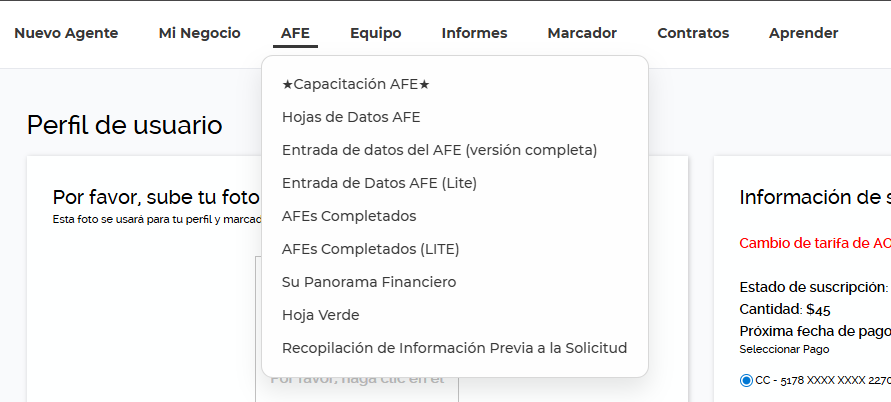 Nuevo Agente Mi Negocio AFE Equipo Informes Marcador Contratos Aprender
★Capacitación AFE★
Hojas de Datos AFE
Entrada de datos del AFE (versión completa)
Entrada de Datos AFE (Lite)
AFEs Completados
AFEs Completados (LITE)
Su Panorama Financiero
Hoja Verde
Recopilación de Información Previa a la Solicitud
Perfil de usuario
Por favor, sube tu foto
Esta foto se usará para tu perfil y marcad
Por favor, haga clic en el
Información de s
Cambio de tarifa de AC
Estado de suscripción:
Cantidad: $45
Próxima fecha de pago
Seleccionar Pago
CC - 5178 XXXX XXXX 2270